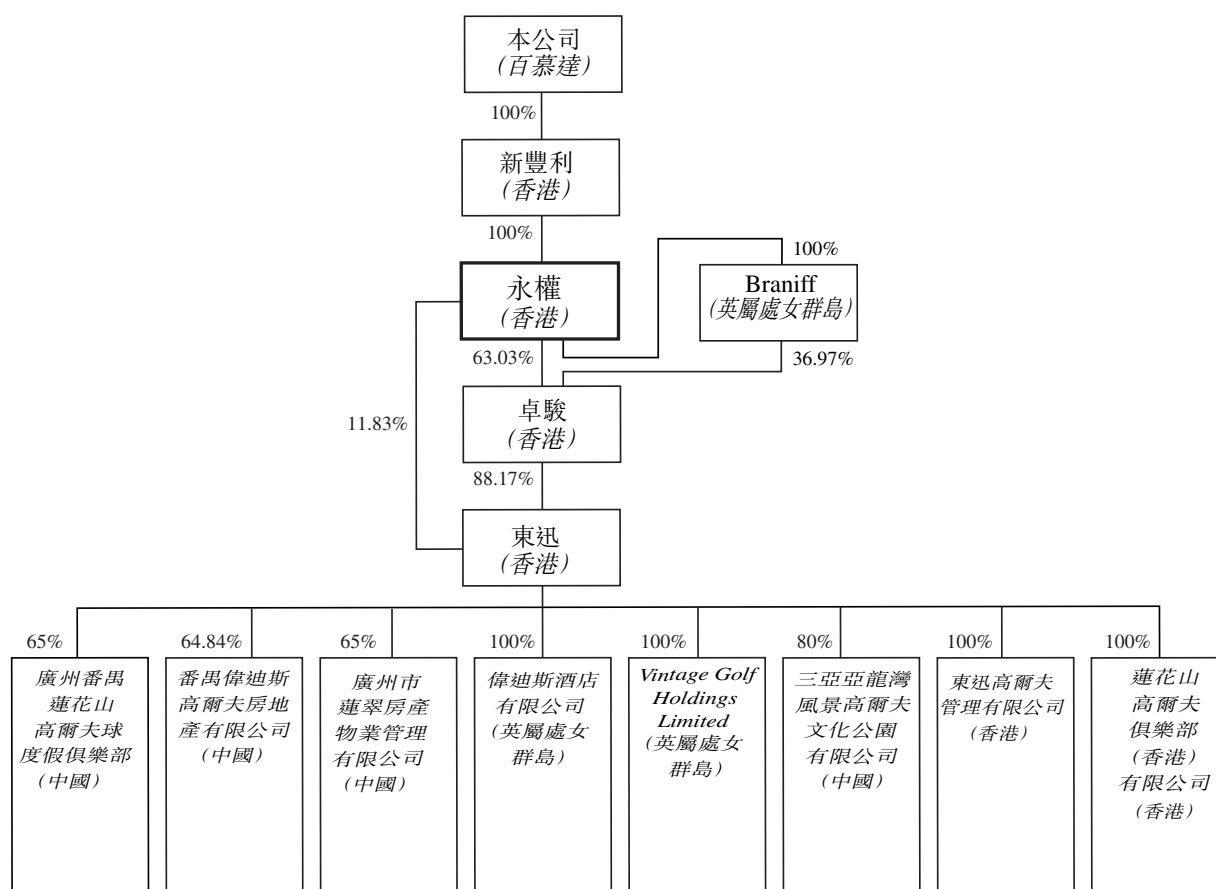 本公司
(百慕達)
100%
新豐利
(香港)
100%
永權
(香港)
100%
Braniff
(英屬處女群島)
63.03%
36.97%
卓駿
(香港)
11.83%
88.17%
東迅
(香港)
65%
廣州番禺
蓮花山
高爾夫球
度假俱樂部
(中國)
64.84%
番禺偉迪斯
高爾夫房地
產有限公司
(中國)
65%
廣州市
蓮翠房產
物業管理
有限公司
(中國)
100%
偉迪斯酒店
有限公司
(英屬處女
群島)
100%
Vintage Golf
Holdings
Limited
(英屬處女
群島)
80%
三亞亞龍灣
風景高爾夫
文化公園
有限公司
(中國)
100%
東迅高爾夫
管理有限公司
(香港)
100%
蓮花山
高爾夫
俱樂部
(香港)
有限公司
(香港)